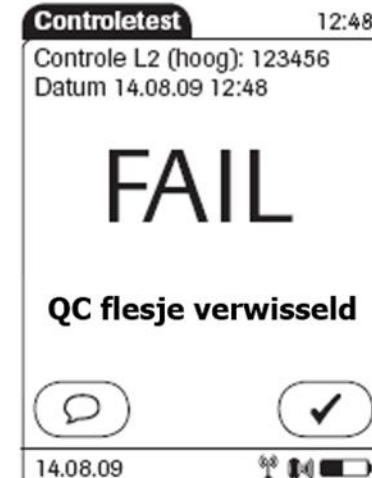 Controletest 12:48
Controle L2 (hoog): 123456
Datum 14.08.09 12:48
FAIL
QC flesje verwisseld
14.08.09